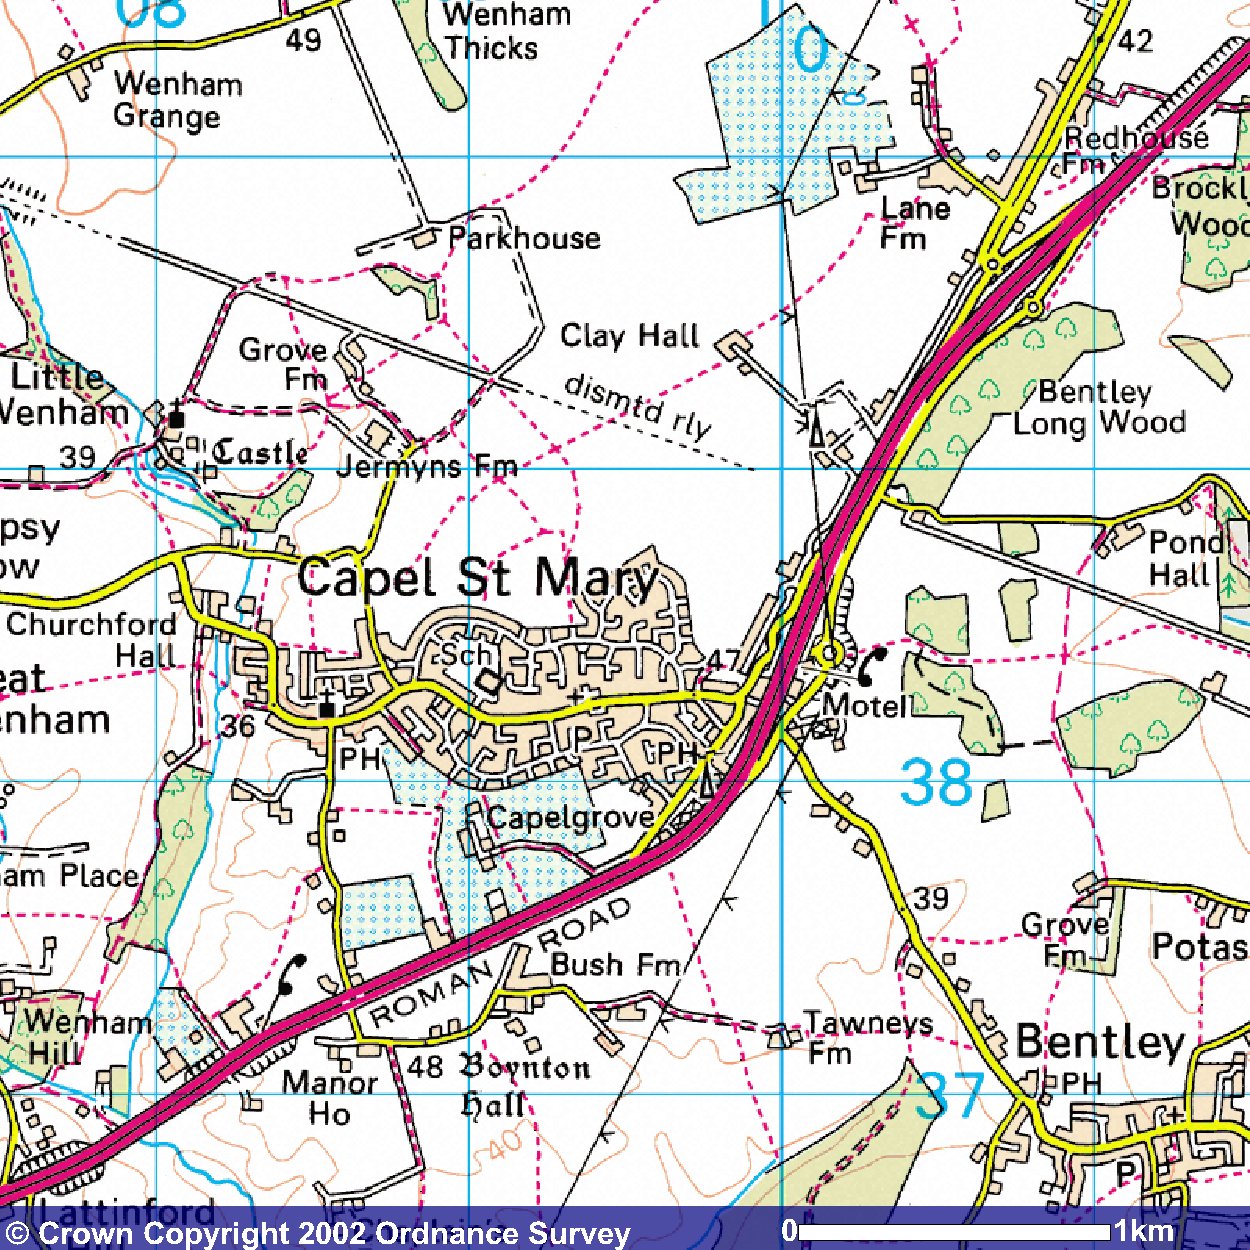 08
49
Wenham
Thicks
10
42
Wenham
Grange
Redhouse
Fm
Brockl
Wood
Lane
Fm
Parkhouse
Clay Hall
Grove
Fm
Little
Wenham
dismtd rly
Bentley
Long Wood
39
Castle
Jermyns Fm
psy
ow
Capel St Mary
Pond
Hall
Churchford
Hall
Sch
47
eat
enham
36
Motel
PH
P
PH
38
Capelgrove
am Place
39
ROMAN ROAD
Grove
Fm
Potas
Bush Fm
Wenham
Hill
Tawneys
Fm
Bentley
48
Boynton
Hall
Manor
Ho
37
PH
40
P
Lattinford
© Crown Copyright 2002 Ordnance Survey
0 1km